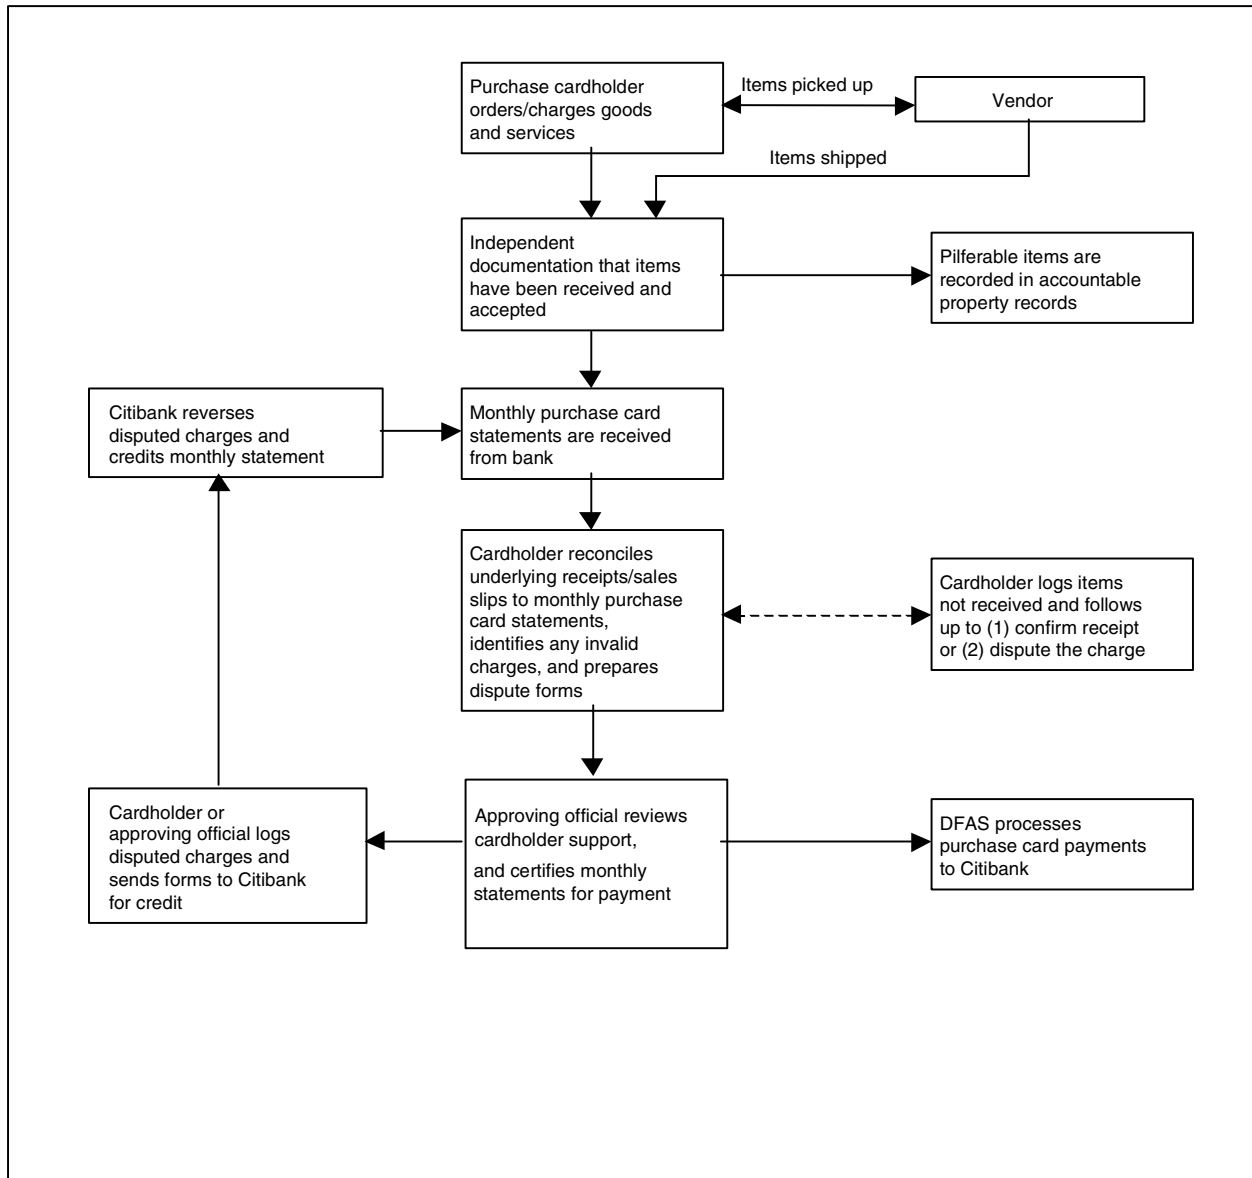 Purchase cardholder
orders/charges goods
and services
Items picked up
Vendor
Items shipped
Independent
documentation that items
have been received and
accepted
Pilferable items are
recorded in accountable
property records
Citibank reverses
disputed charges and
credits monthly statement
Monthly purchase card
statements are received
from bank
Cardholder reconciles
underlying receipts/sales
slips to monthly purchase
card statements,
identifies any invalid
charges, and prepares
dispute forms
Cardholder logs items
not received and follows
up to (1) confirm receipt
or (2) dispute the charge
Cardholder or
approving official logs
disputed charges and
sends forms to Citibank
for credit
Approving official reviews
cardholder support,
and certifies monthly
statements for payment
DFAS processes
purchase card payments
to Citibank